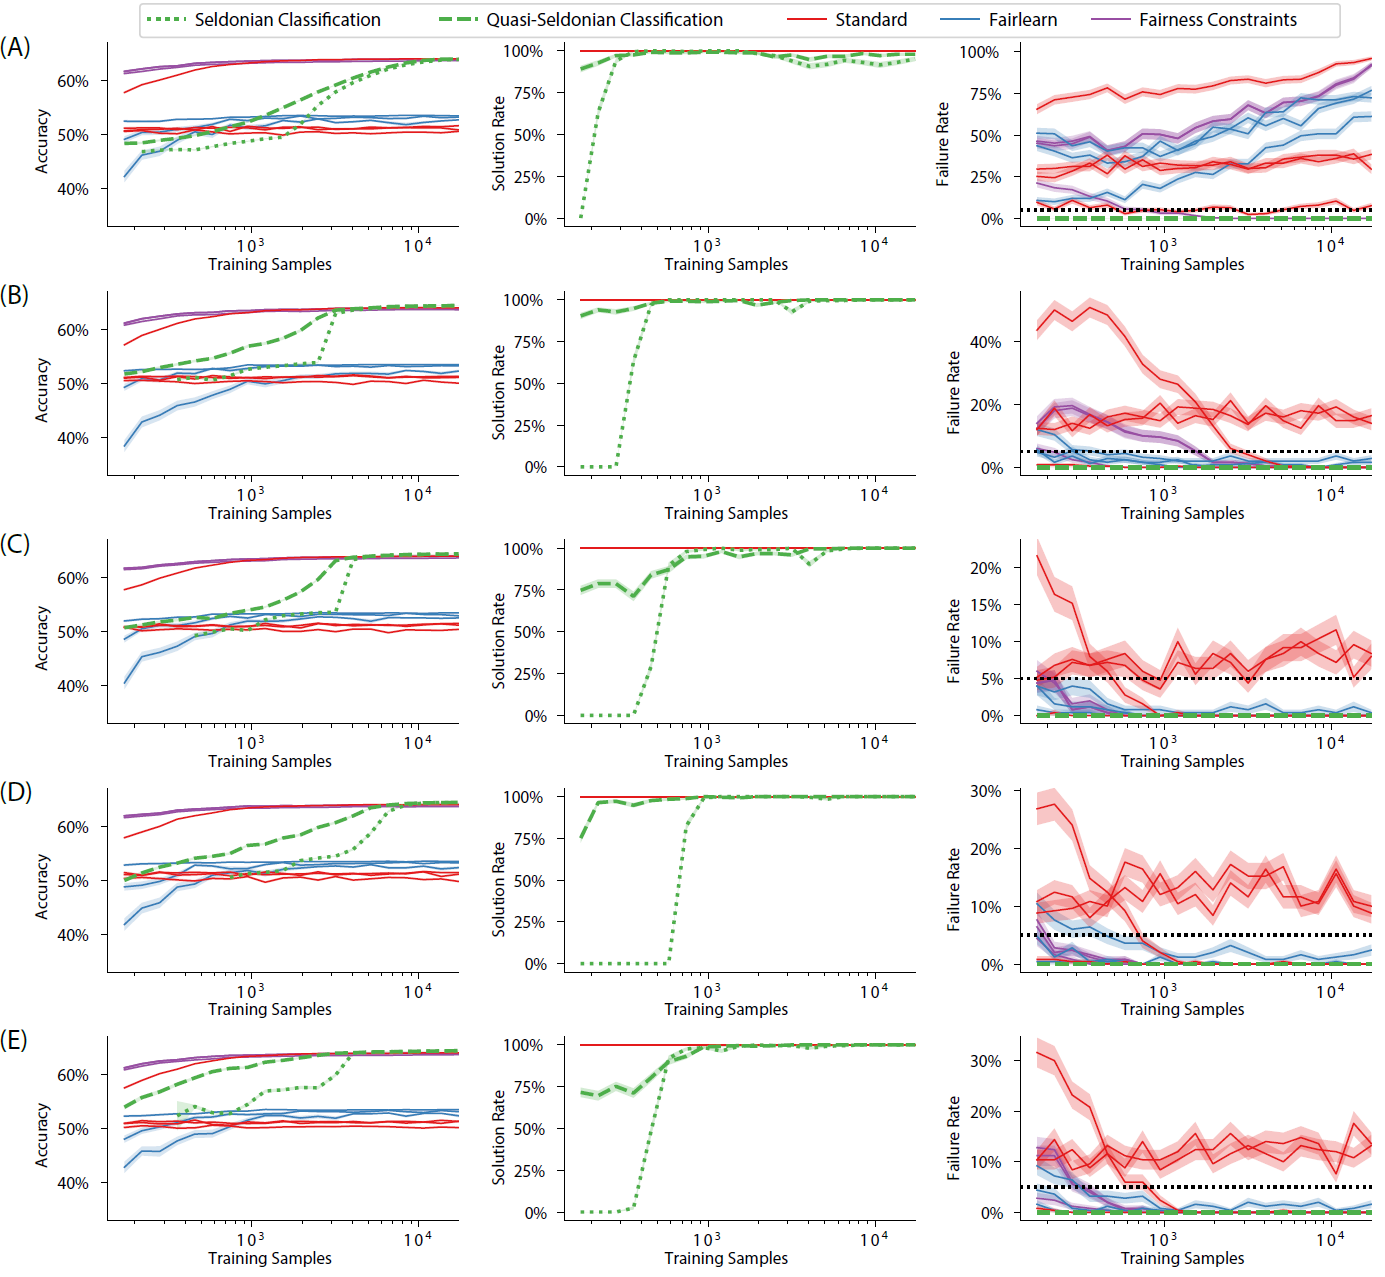 Seldonian Classification Quasi-Seldonian Classification Standard Fairlearn Fairness Constraints
(A)
Accuracy
60%
50%
40%
10^3 10^4
Training Samples
Solution Rate
100%
75%
50%
25%
0%
10^3 10^4
Training Samples
Failure Rate
100%
75%
50%
25%
0%
10^3 10^4
Training Samples
(B)
Accuracy
60%
50%
40%
10^3 10^4
Training Samples
Solution Rate
100%
75%
50%
25%
0%
10^3 10^4
Training Samples
Failure Rate
40%
20%
0%
10^3 10^4
Training Samples
(C)
Accuracy
60%
50%
40%
10^3 10^4
Training Samples
Solution Rate
100%
75%
50%
25%
0%
10^3 10^4
Training Samples
Failure Rate
20%
15%
10%
5%
0%
10^3 10^4
Training Samples
(D)
Accuracy
60%
50%
40%
10^3 10^4
Training Samples
Solution Rate
100%
75%
50%
25%
0%
10^3 10^4
Training Samples
Failure Rate
30%
20%
10%
0%
10^3 10^4
Training Samples
(E)
Accuracy
60%
50%
40%
10^3 10^4
Training Samples
Solution Rate
100%
75%
50%
25%
0%
10^3 10^4
Training Samples
Failure Rate
30%
20%
10%
0%
10^3 10^4
Training Samples